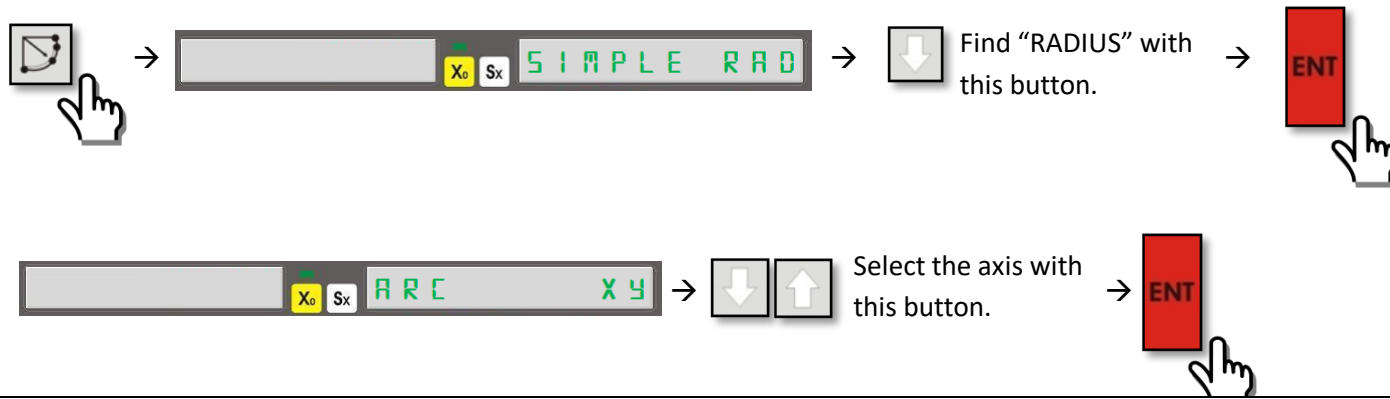 → X₀ Sx SIMPLE RAD → Find “RADIUS” with → ENT
this button.
X₀ Sx ARC XY → Select the axis with → ENT
this button.